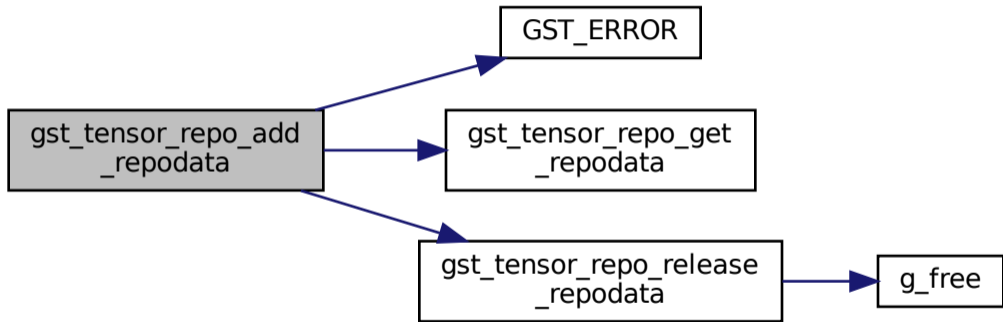 GST_ERROR
gst_tensor_repo_add
_repodata
gst_tensor_repo_get
_repodata
gst_tensor_repo_release
_repodata
g_free